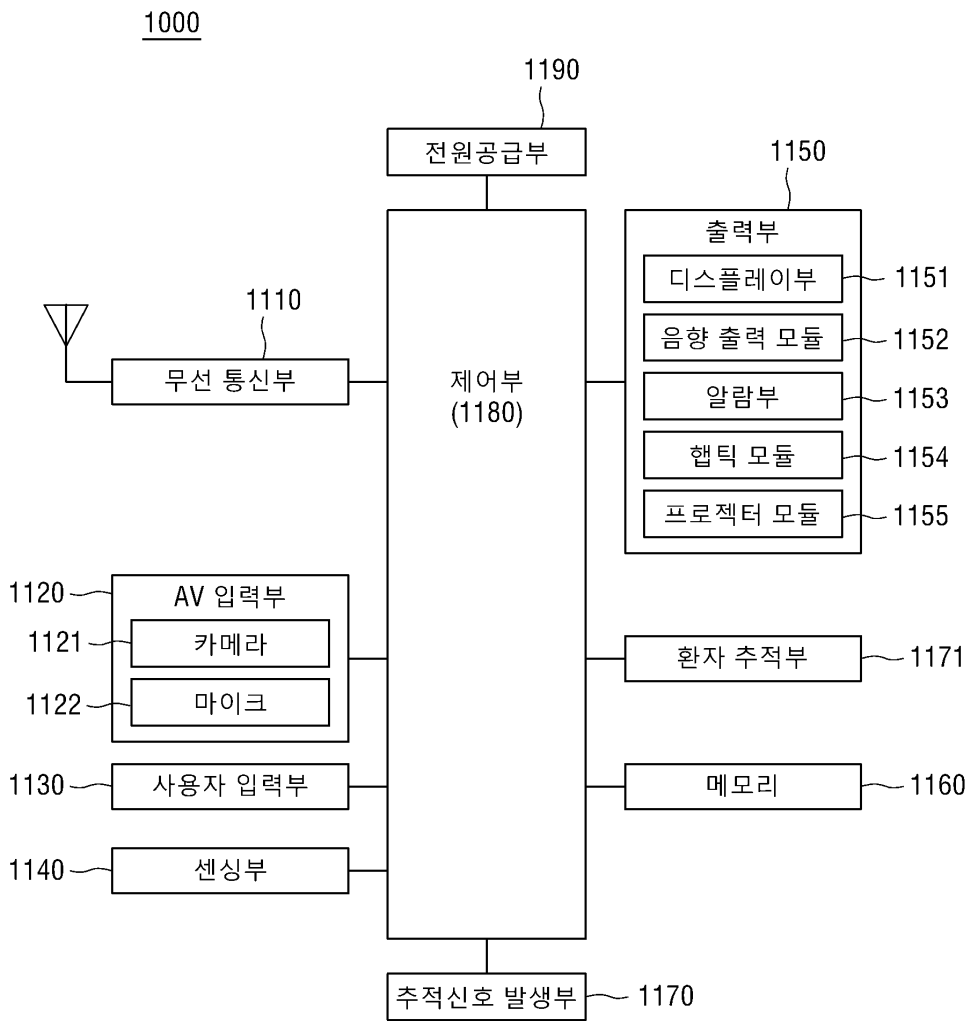 1000
1190
전원공급부
1150
출력부
디스플레이부
1151
음향 출력 모듈
1152
알람부
1153
햅틱 모듈
1154
프로젝터 모듈
1155
1110
무선 통신부
제어부
(1180)
1120
AV 입력부
1121
카메라
1122
마이크
환자 추적부
1171
1130
사용자 입력부
메모리
1160
1140
센싱부
추적신호 발생부
1170